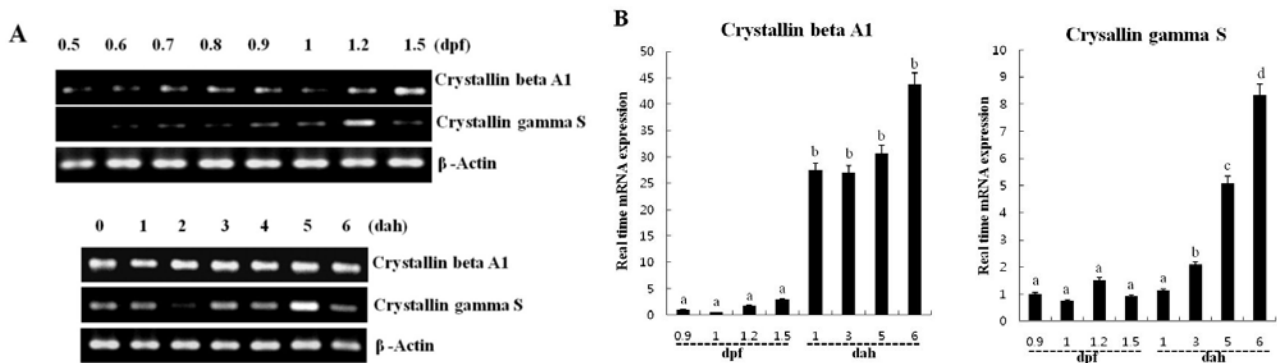 A
0.5 0.6 0.7 0.8 0.9 1 1.2 1.5 (dpf)
Crystallin beta A1
Crystallin gamma S
β-Actin
0 1 2 3 4 5 6 (dah)
Crystallin beta A1
Crystallin gamma S
β-Actin
B
Crystallin beta A1
Real time mRNA expression
50
45
40
35
30
25
20
15
10
5
0
a a a a b b b b
0.9 1 1.2 1.5 1 3 5 6
dpf dah
Crysallin gamma S
Real time mRNA expression
10
9
8
7
6
5
4
3
2
1
0
a a a a a b c d
0.9 1 1.2 1.5 1 3 5 6
dpf dah